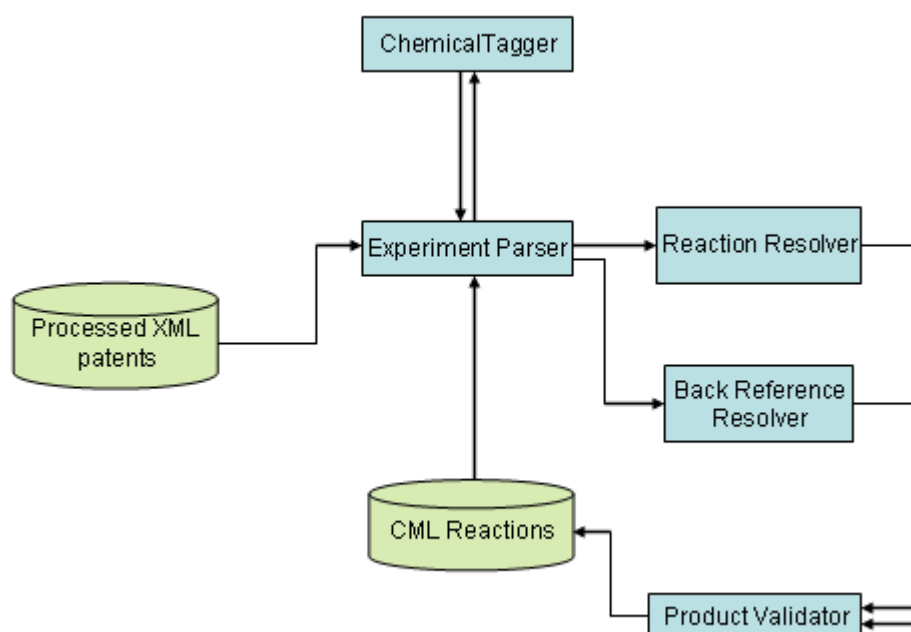 ChemicalTagger
Experiment Parser
Reaction Resolver
Processed XML
patents
Back Reference
Resolver
CML Reactions
Product Validator